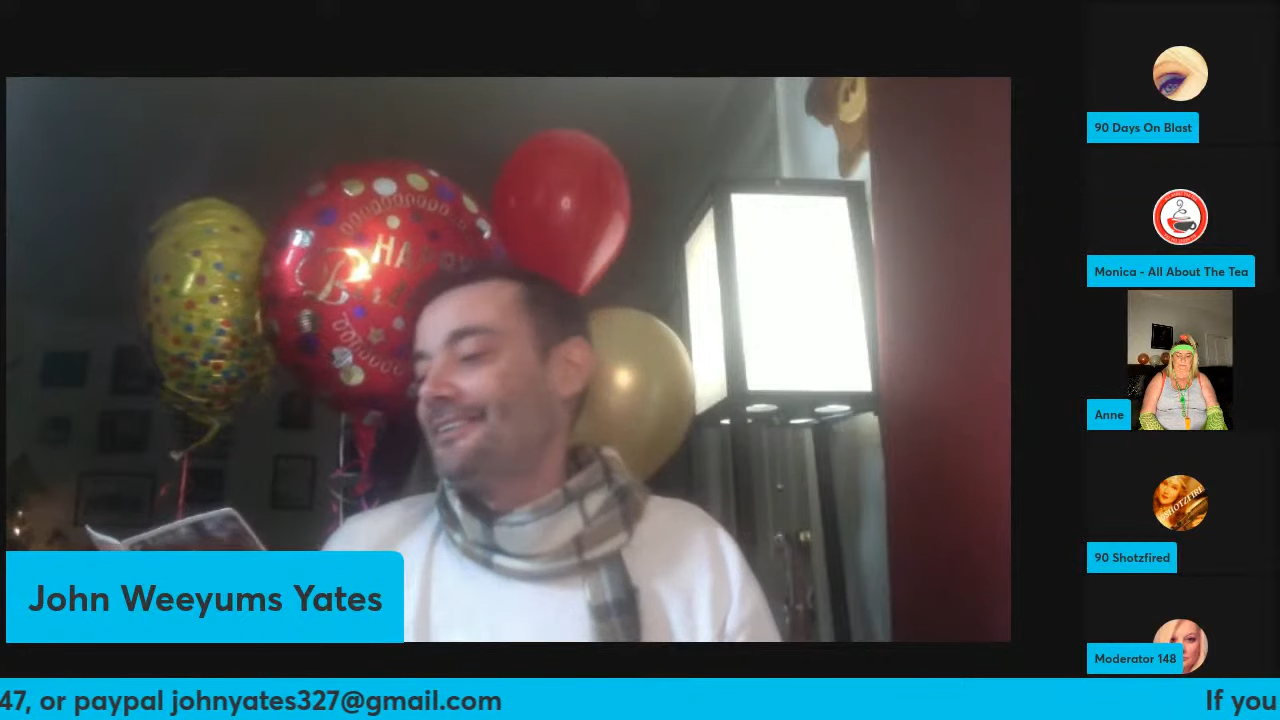 90 Days On Blast
Monica - All About The Tea
HAPPY
Anne
90 Shotzfired
John Weeyums Yates
Moderator 148
47, or paypal johnyates327@gmail.com
If you